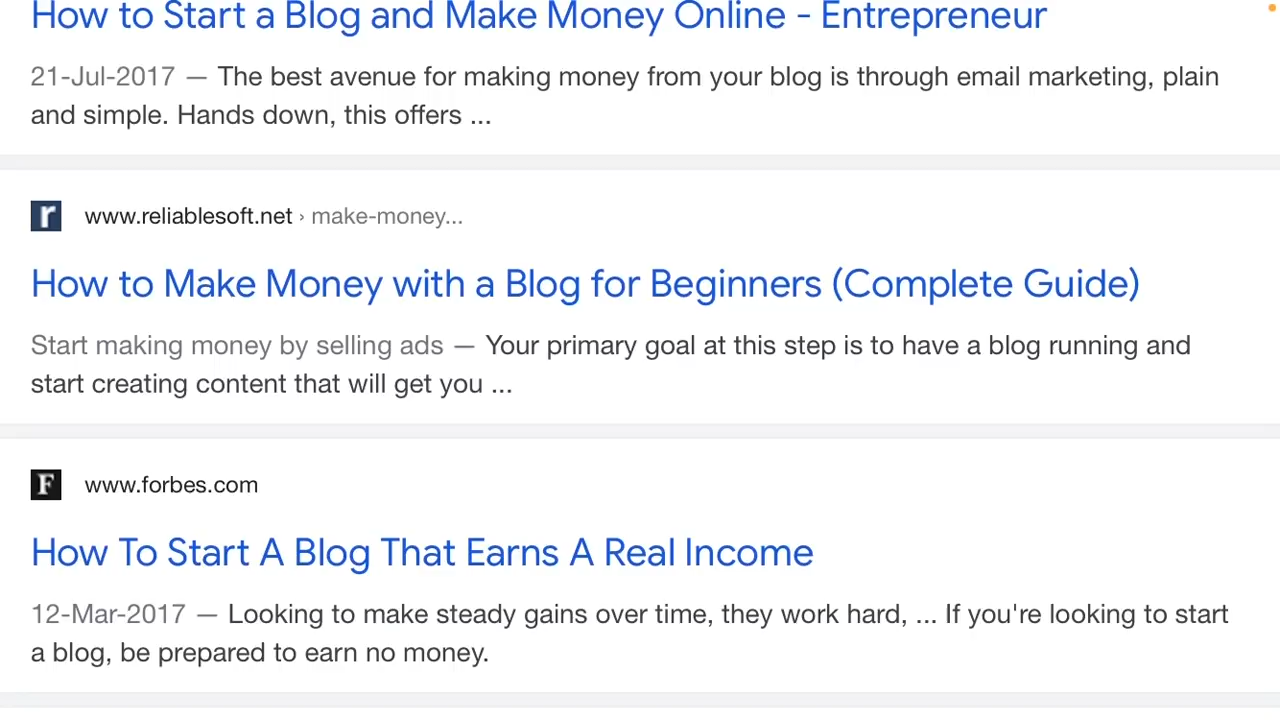 How to Start a Blog and Make Money Online - Entrepreneur
21-Jul-2017 — The best avenue for making money from your blog is through email marketing, plain
and simple. Hands down, this offers ...
r www.reliablesoft.net › make-money...
How to Make Money with a Blog for Beginners (Complete Guide)
Start making money by selling ads — Your primary goal at this step is to have a blog running and
start creating content that will get you ...
F www.forbes.com
How To Start A Blog That Earns A Real Income
12-Mar-2017 — Looking to make steady gains over time, they work hard, ... If you're looking to start
a blog, be prepared to earn no money.